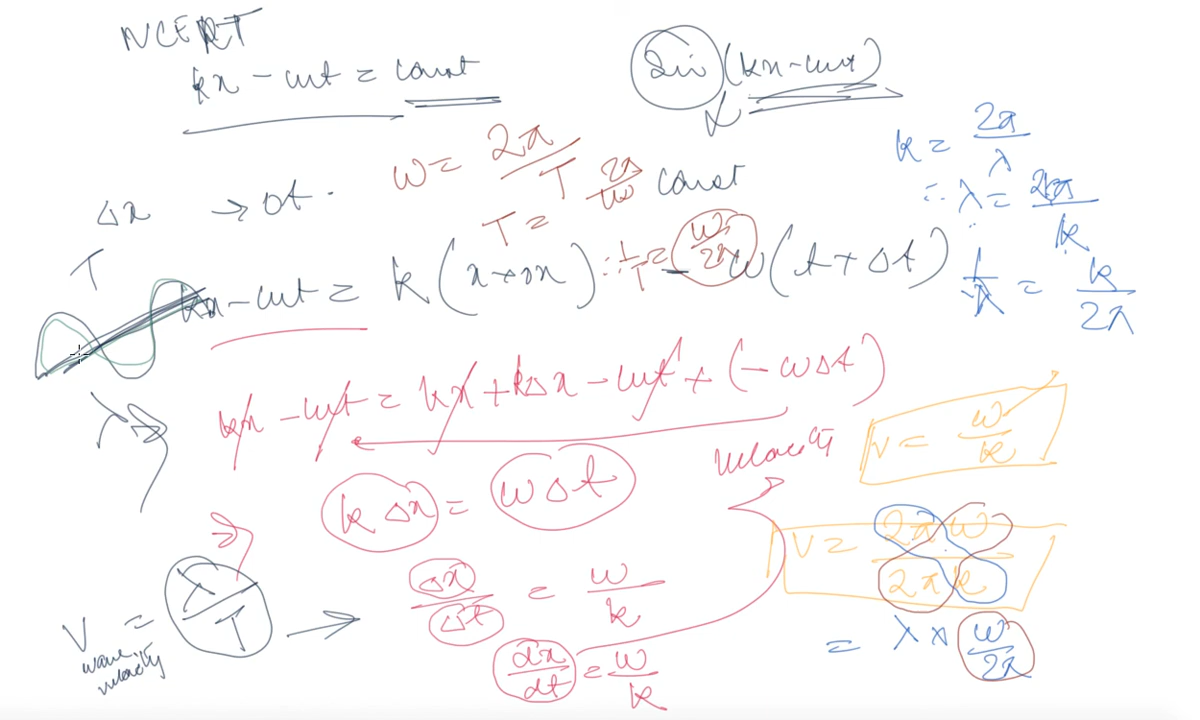 NCERT
kx - ωt = const
Sin (kx - ωt)
ω = 2π/T
k = 2π/λ
Δx → Δt .
T = 2π/ω
const
∴ λ = 2π/k
T
kx - ωt = k(x+Δx) - ω(t+Δt)
∴ 1/T = ω/2π
1/λ = k/2π
kx - ωt = kx + kΔx - ωt + (-ωΔt)
λ
velocity
v = ω/k
kΔx = ωΔt
v = 2πω/2πk
V wave velocity = λ/T → Δx/Δt = ω/k
= λ × ω/2π
dx/dt = ω/k